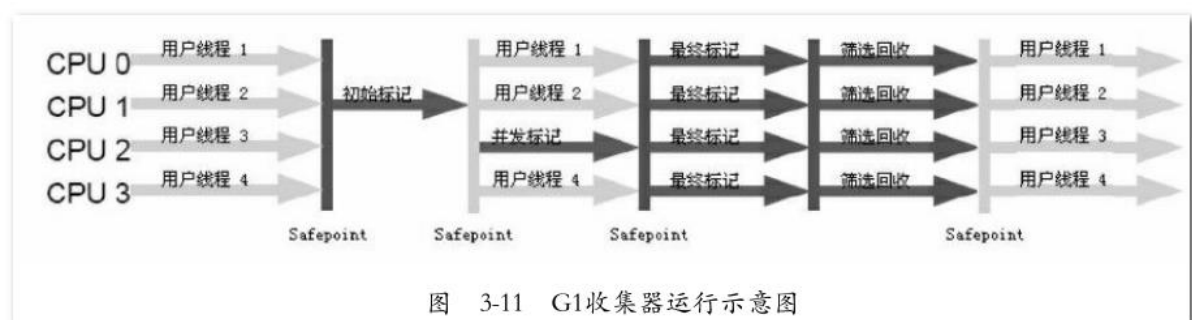 CPU 0 用户线程 1 用户线程 1 最终标记 筛选回收 用户线程 1
CPU 1 用户线程 2 初始标记 用户线程 2 最终标记 筛选回收 用户线程 2
CPU 2 用户线程 3 并发标记 最终标记 筛选回收 用户线程 3
CPU 3 用户线程 4 用户线程 4 最终标记 筛选回收 用户线程 4
Safepoint Safepoint Safepoint Safepoint
图 3-11 G1收集器运行示意图